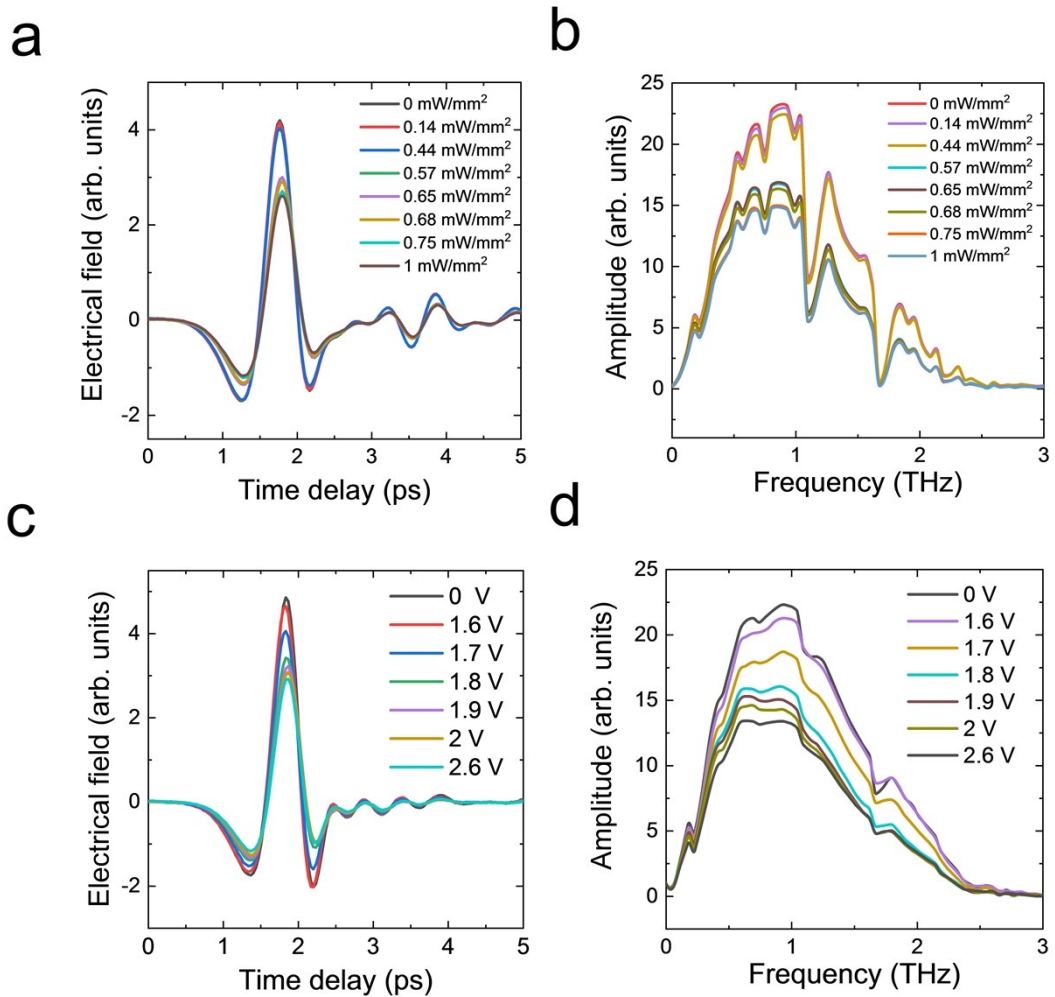 a
Electrical field (arb. units)
4
2
0
-2
0 1 2 3 4 5
Time delay (ps)
0 mW/mm²
0.14 mW/mm²
0.44 mW/mm²
0.57 mW/mm²
0.65 mW/mm²
0.68 mW/mm²
0.75 mW/mm²
1 mW/mm²
b
Amplitude (arb. units)
25
20
15
10
5
0
0 1 2 3
Frequency (THz)
0 mW/mm²
0.14 mW/mm²
0.44 mW/mm²
0.57 mW/mm²
0.65 mW/mm²
0.68 mW/mm²
0.75 mW/mm²
1 mW/mm²
c
Electrical field (arb. units)
4
2
0
-2
0 1 2 3 4 5
Time delay (ps)
0 V
1.6 V
1.7 V
1.8 V
1.9 V
2 V
2.6 V
d
Amplitude (arb. units)
25
20
15
10
5
0
0 1 2 3
Frequency (THz)
0 V
1.6 V
1.7 V
1.8 V
1.9 V
2 V
2.6 V